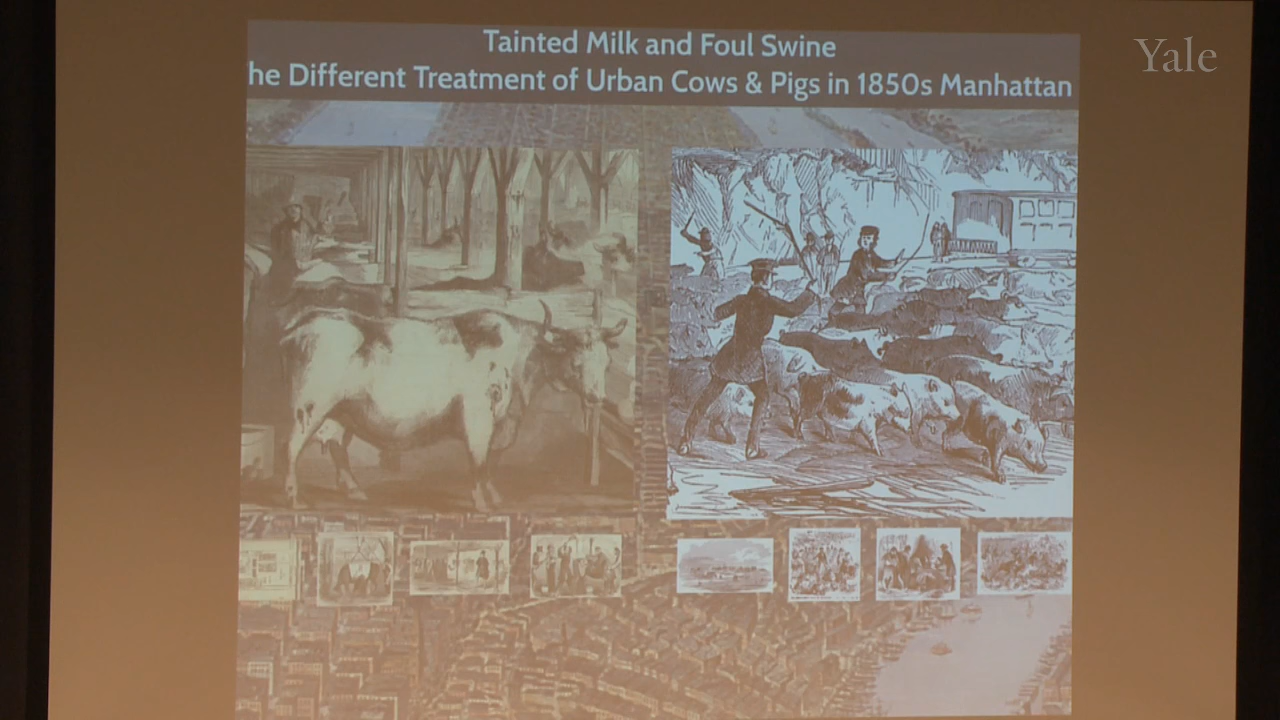 Tainted Milk and Foul Swine
he Different Treatment of Urban Cows & Pigs in 1850s Manhattan
Yale